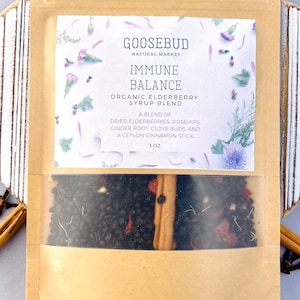 GOOSEBUD
NATURAL MARKET
IMMUNE
BALANCE
ORGANIC ELDERBERRY
SYRUP BLEND
A BLEND OF
DRIED ELDERBERRIES, ROSEHIPS,
GINGER ROOT, CLOVE BUDS, AND
A CEYLON CINNAMON STICK
3 OZ